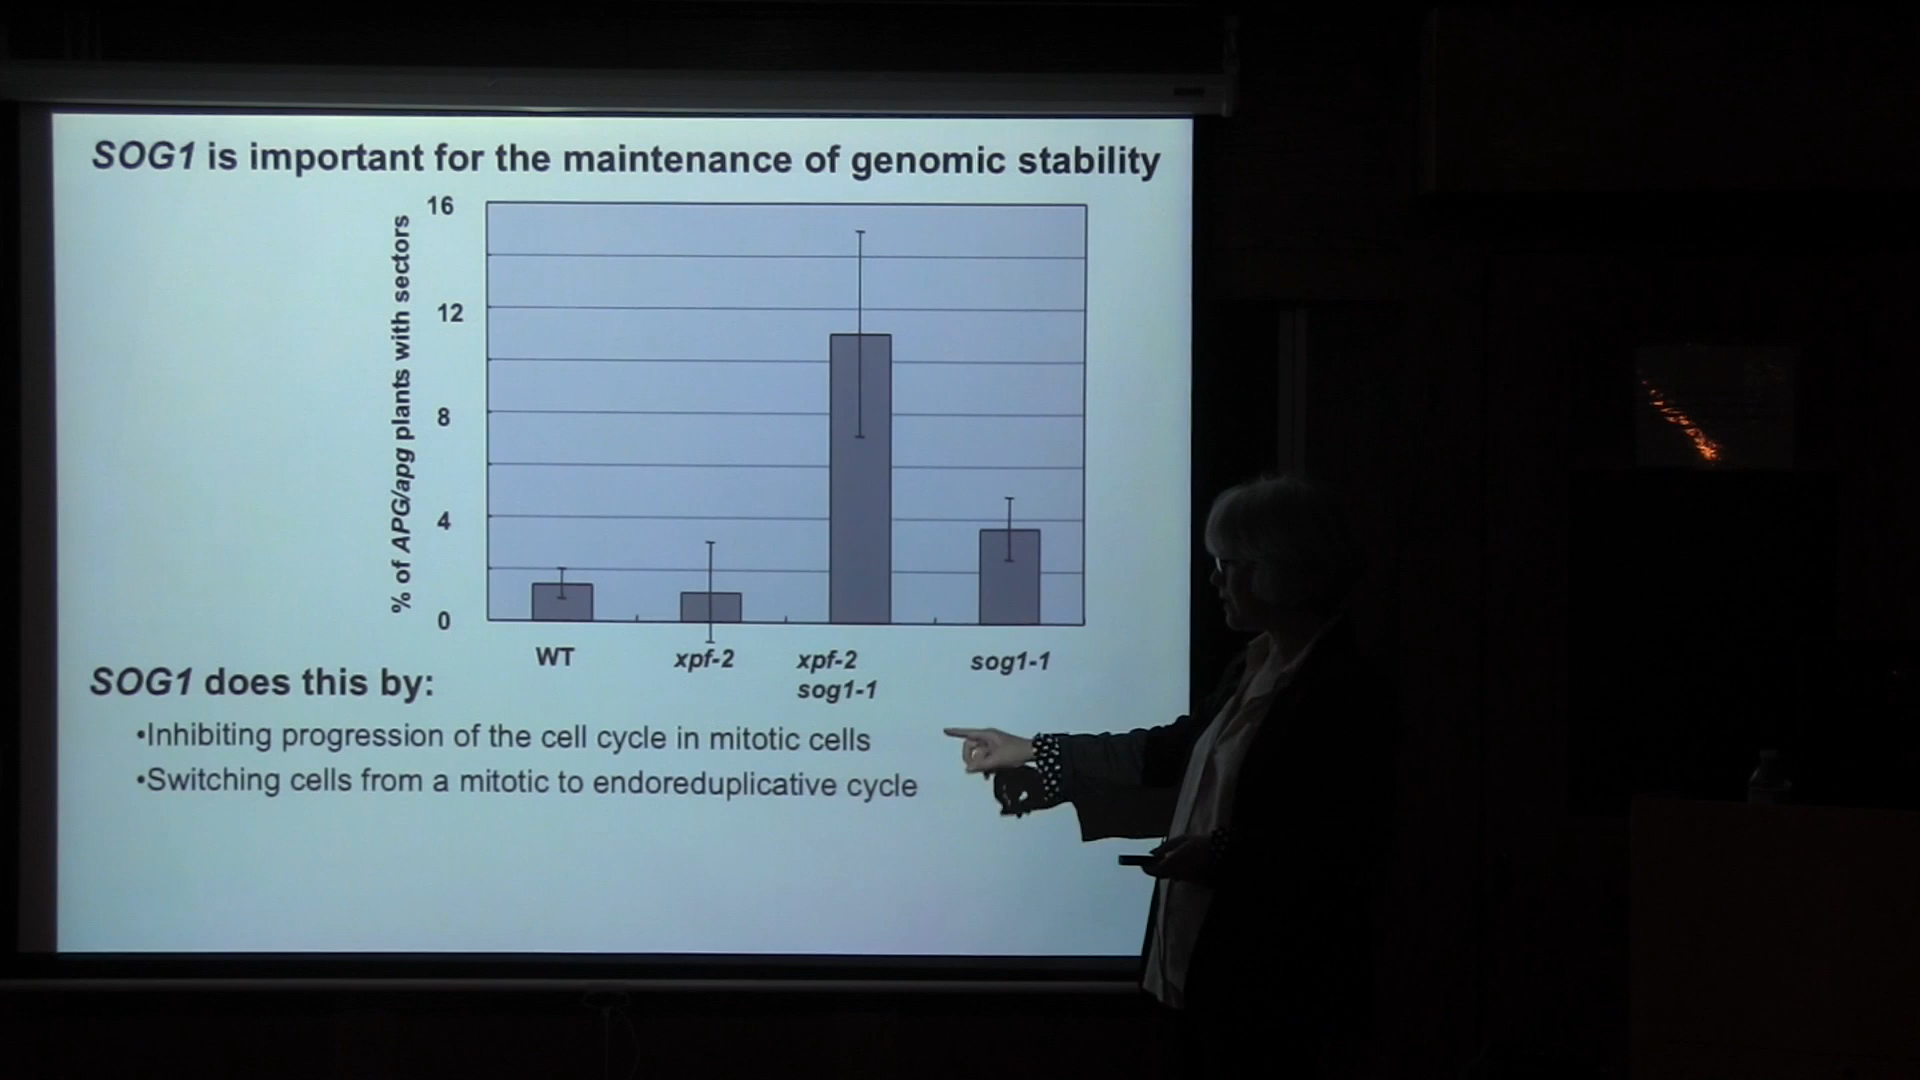 SOG1 is important for the maintenance of genomic stability
% of APG/apg plants with sectors
16
12
8
4
0
WT
xpf-2
xpf-2
sog1-1
sog1-1
SOG1 does this by:
•Inhibiting progression of the cell cycle in mitotic cells
•Switching cells from a mitotic to endoreduplicative cycle